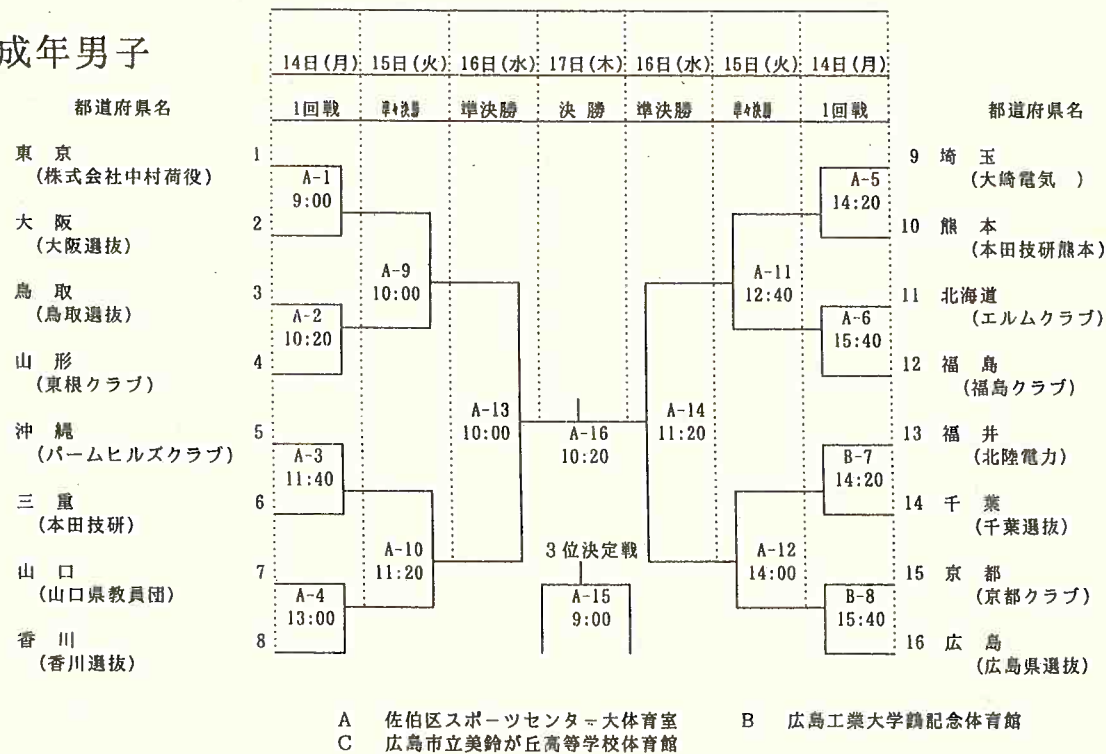 成年男子
14日(月) 15日(火) 16日(水) 17日(木) 16日(水) 15日(火) 14日(月)
都道府県名 1回戦 準々決勝 準決勝 決勝 準決勝 準々決勝 1回戦 都道府県名
東京 1
(株式会社中村荷役)
A-1
9:00
大阪 2
(大阪選抜)
A-9
10:00
鳥取 3
(鳥取選抜)
A-2
10:20
山形 4
(東根クラブ)
A-13
10:00
沖縄 5
(パームヒルズクラブ)
A-3
11:40
三重 6
(本田技研)
A-10
11:20
山口 7
(山口県教員団)
A-4
13:00
香川 8
(香川選抜)
A-16
10:20
3位決定戦
A-15
9:00
9 埼玉
(大崎電気 )
A-5
14:20
10 熊本
(本田技研熊本)
A-11
12:40
11 北海道
(エルムクラブ)
A-6
15:40
12 福島
(福島クラブ)
A-14
11:20
13 福井
(北陸電力)
B-7
14:20
14 千葉
(千葉選抜)
A-12
14:00
15 京都
(京都クラブ)
B-8
15:40
16 広島
(広島県選抜)
A 佐伯区スポーツセンター大体育室 B 広島工業大学鶴記念体育館
C 広島市立美鈴が丘高等学校体育館